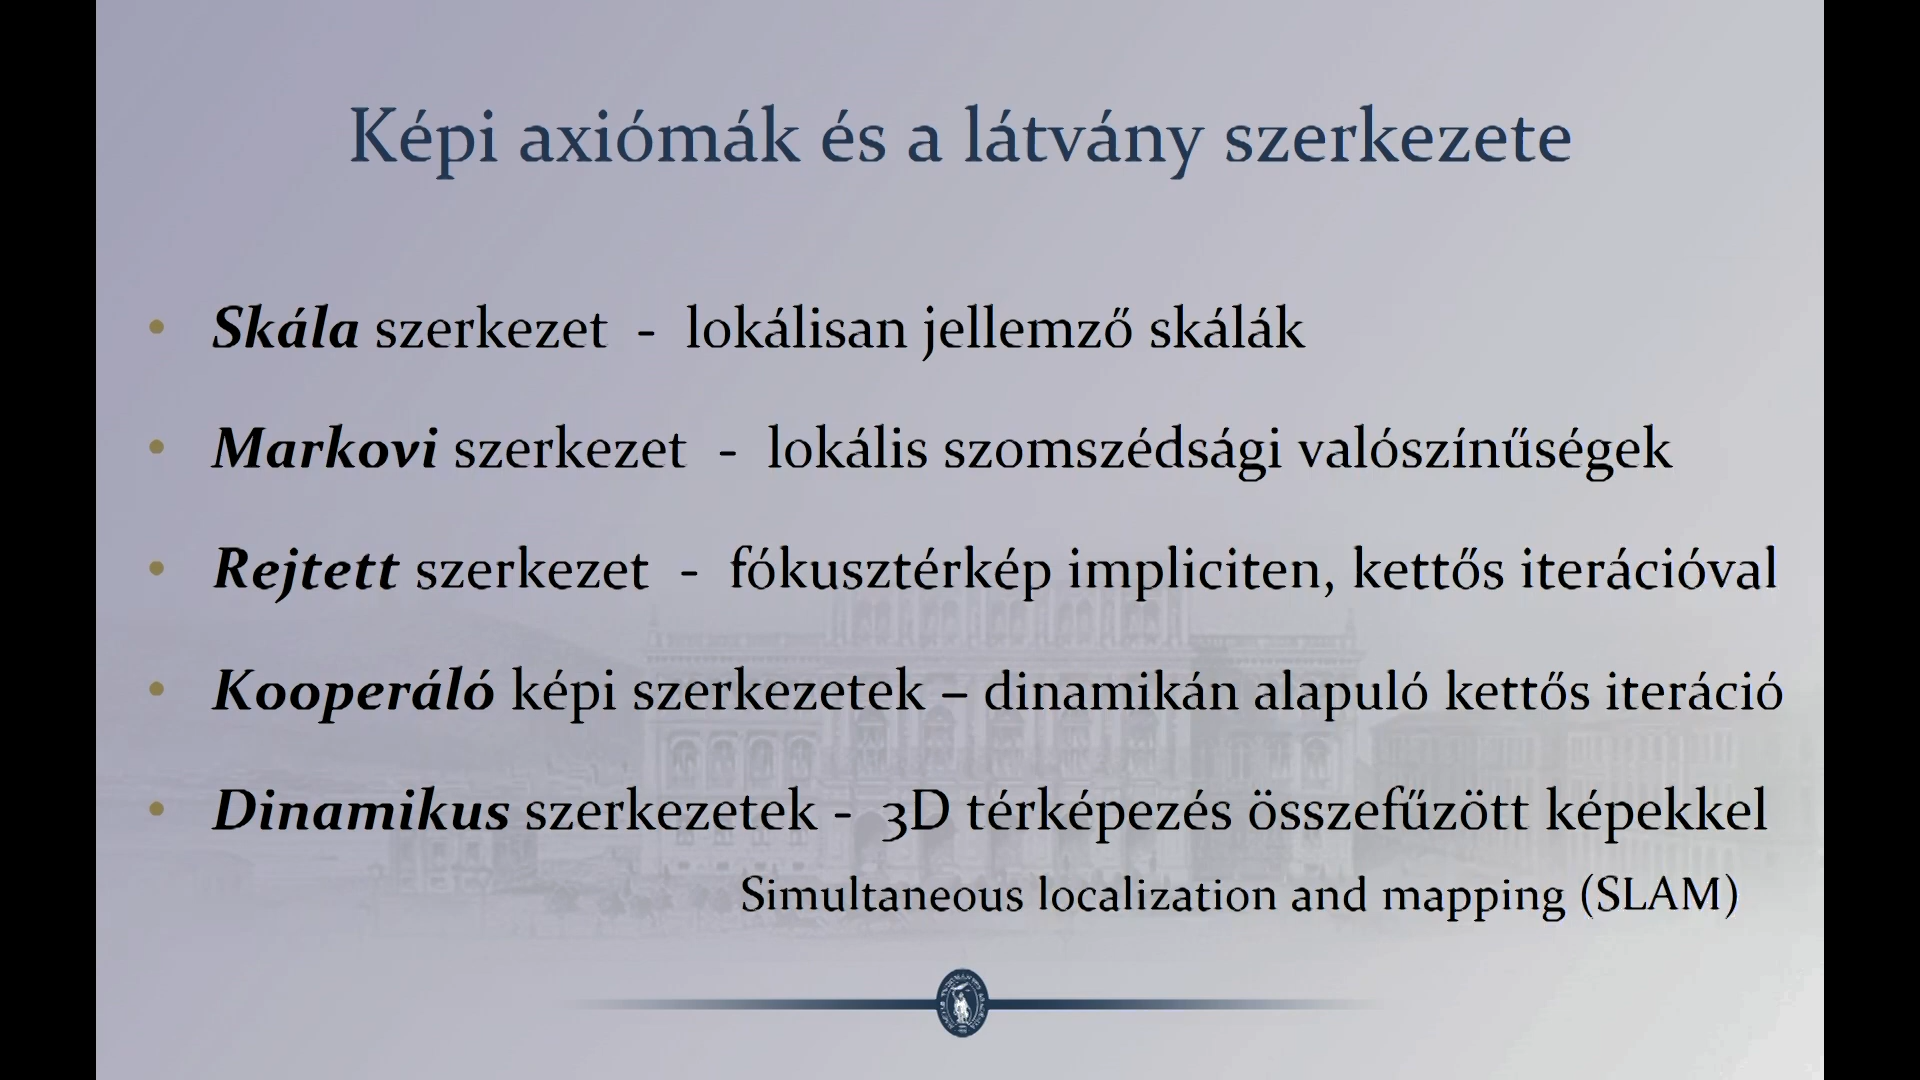 Képi axiómák és a látvány szerkezete
• Skála szerkezet - lokálisan jellemző skálák
• Markovi szerkezet - lokális szomszédsági valószínűségek
• Rejtett szerkezet - fókusztérkép impliciten, kettős iterációval
• Kooperáló képi szerkezetek – dinamikán alapuló kettős iteráció
• Dinamikus szerkezetek - 3D térképezés összefűzött képekkel
Simultaneous localization and mapping (SLAM)